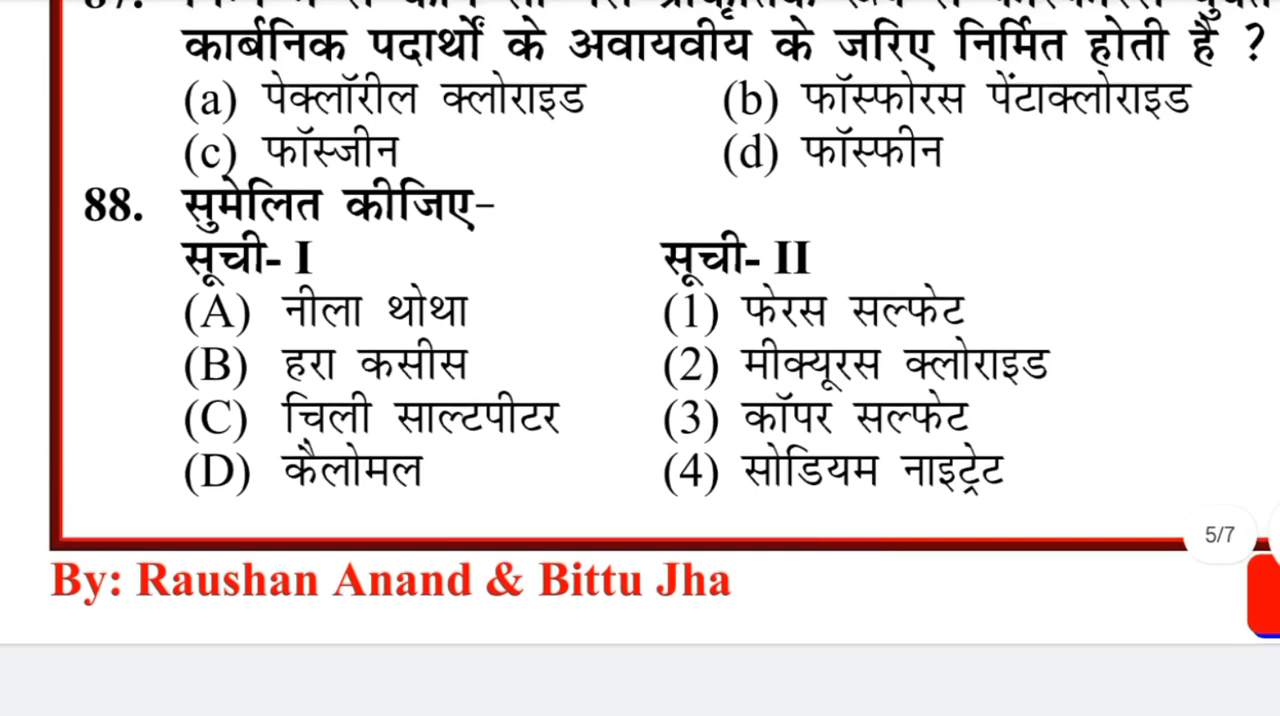 कार्बनिक पदार्थों के अवायवीय के जरिए निर्मित होती है ?
(a) पेक्लॉरील क्लोराइड (b) फॉस्फोरस पेंटाक्लोराइड
(c) फॉस्जीन (d) फॉस्फीन
88. सुमेलित कीजिए-
सूची- I सूची- II
(A) नीला थोथा (1) फेरस सल्फेट
(B) हरा कसीस (2) मीक्यूरस क्लोराइड
(C) चिली साल्टपीटर (3) कॉपर सल्फेट
(D) कैलोमल (4) सोडियम नाइट्रेट
5/7
By: Raushan Anand & Bittu Jha